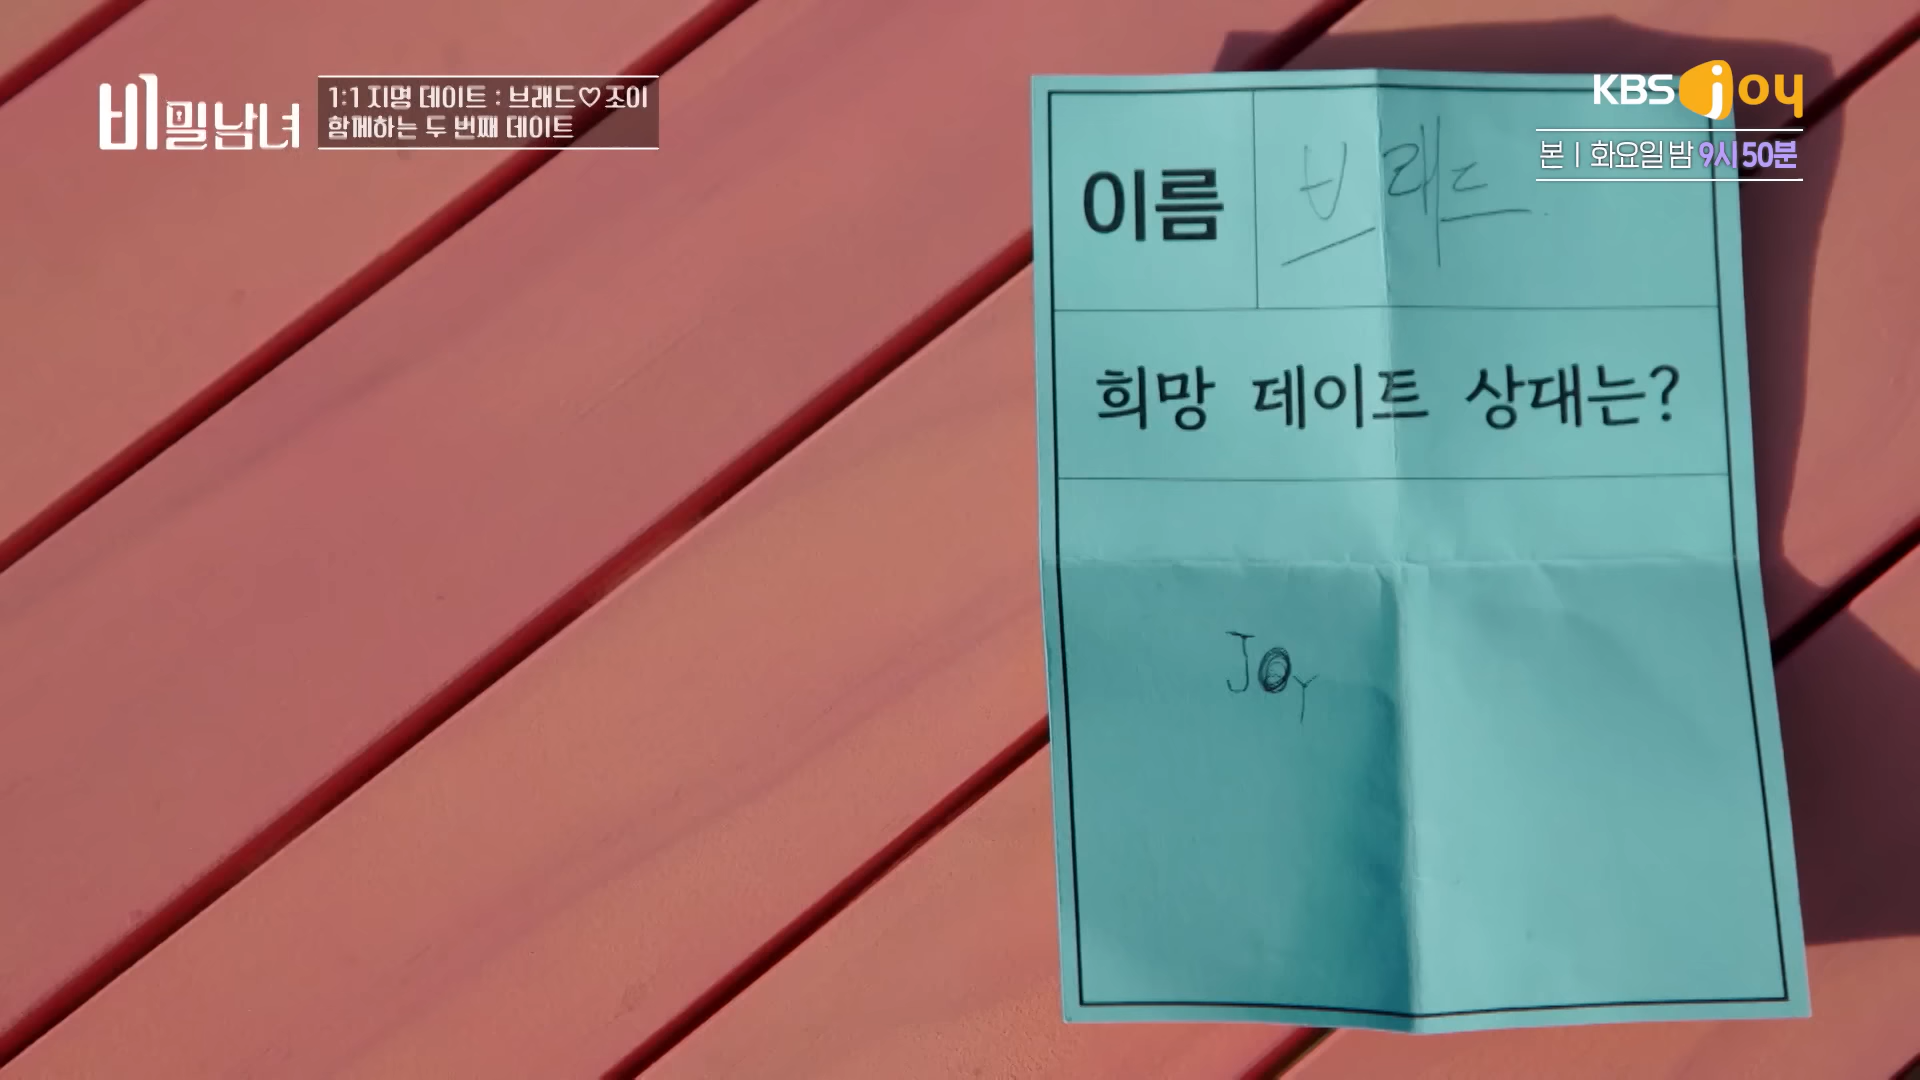 비밀남녀
1:1 지명 데이트 : 브래드♡조이
함께하는 두 번째 데이트
KBS joy
본 | 화요일 밤 9시 50분
이름 브래드
희망 데이트 상대는?
JOY